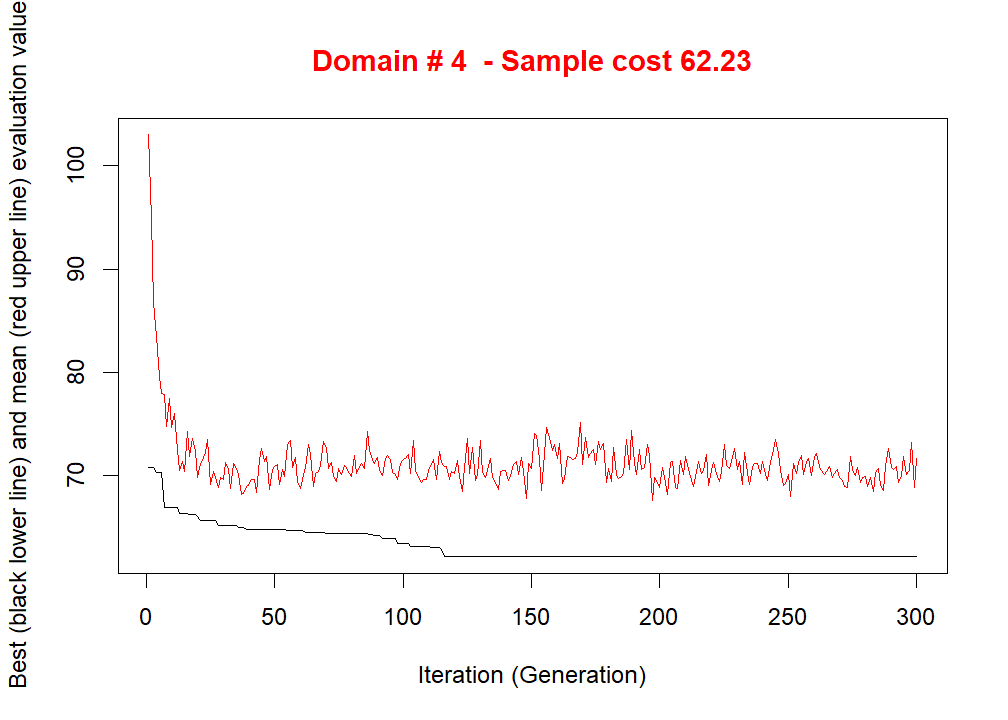 Domain # 4  - Sample cost 62.23
Best (black lower line) and mean (red upper line) evaluation value
100
90
80
70
0 50 100 150 200 250 300
Iteration (Generation)